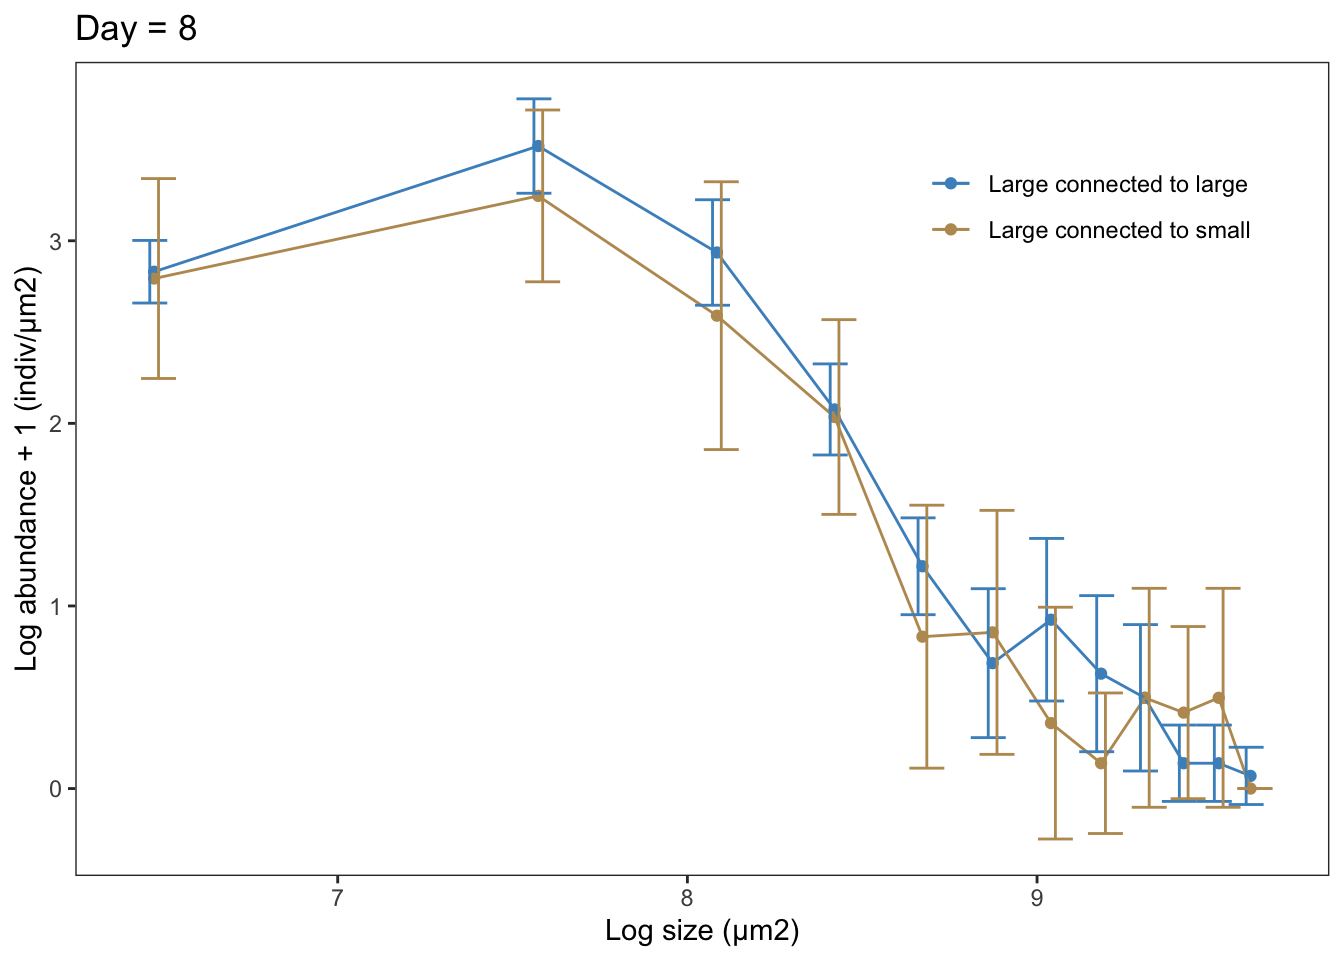 Day = 8
Log abundance + 1 (indiv/µm2)
3
2
1
0
Large connected to large
Large connected to small
7
8
9
Log size (µm2)